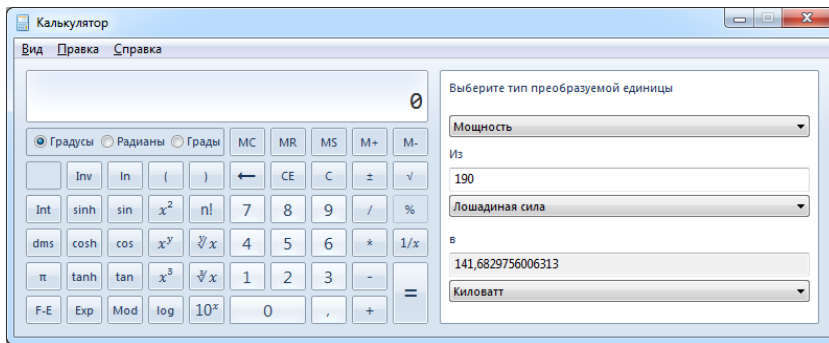 Калькулятор
Вид Правка Справка
0
Градусы Радианы Грады MC MR MS M+ M-
Inv ln ( ) ← CE C ± √
Int sinh sin x² n! 7 8 9 / %
dms cosh cos xʸ ʸ√x 4 5 6 * 1/x
π tanh tan x³ ³√x 1 2 3 - =
F-E Exp Mod log 10ˣ 0 , +
Выберите тип преобразуемой единицы
Мощность
Из
190
Лошадиная сила
в
141,6829756006313
Киловатт